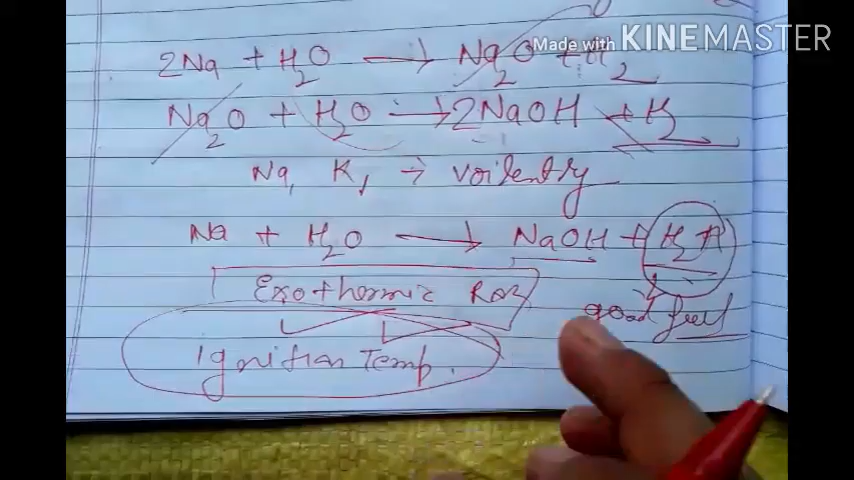 Made with KINEMASTER
2Na + H2O → Na2O + H2
Na2O + H2O → 2NaOH + H2
Na, K, → voilently
Na + H2O → NaOH + H2↑
Exothermic Rxn
good fuel
Ignition Temp.